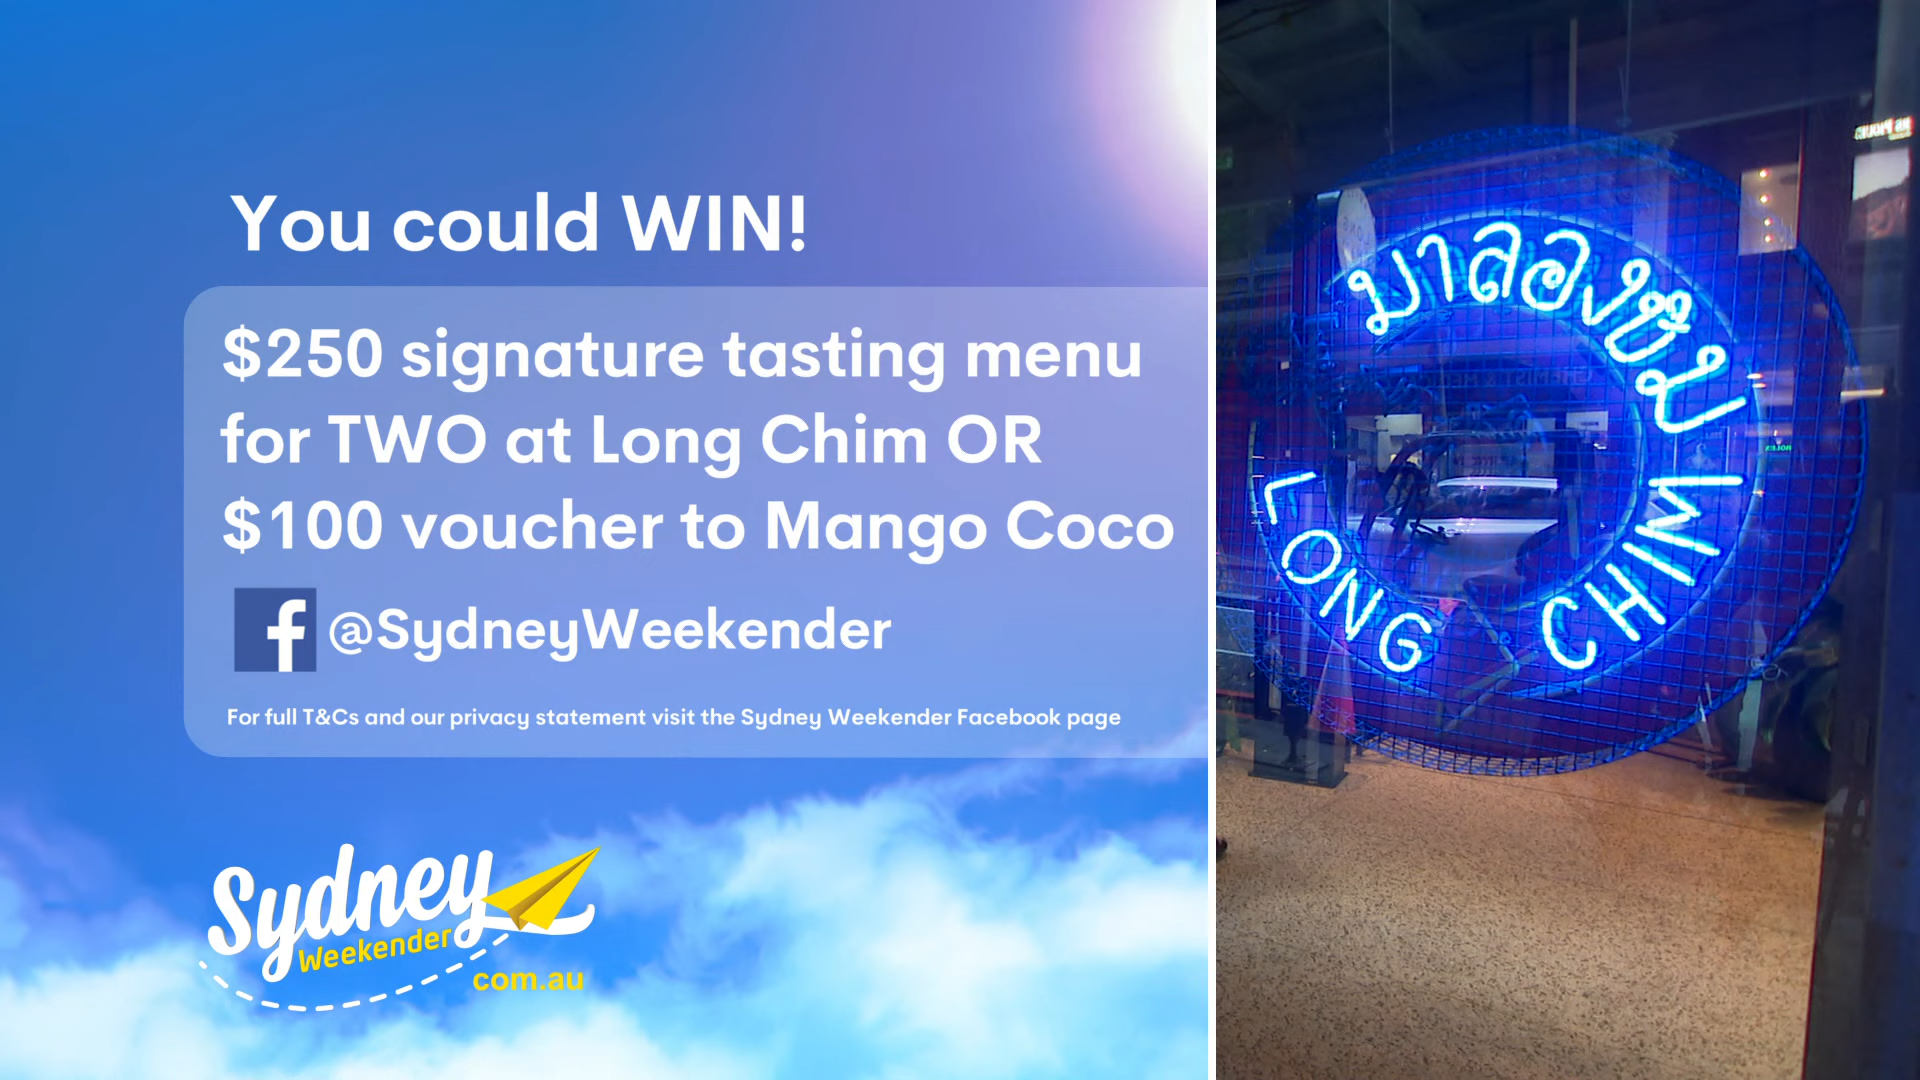 You could WIN!
$250 signature tasting menu
for TWO at Long Chim OR
$100 voucher to Mango Coco
f @SydneyWeekender
For full T&Cs and our privacy statement visit the Sydney Weekender Facebook page
Sydney
Weekender
com.au
มาลองชิม
LONG CHIM